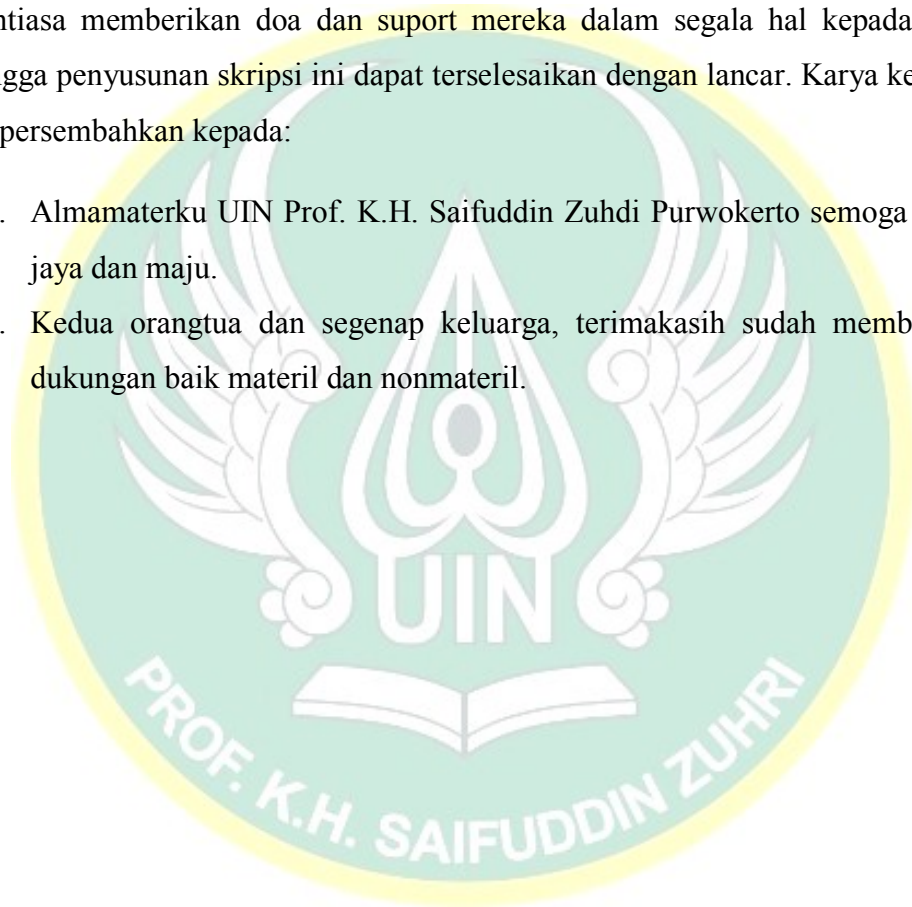 ntiasa memberikan doa dan suport mereka dalam segala hal kepada
ngga penyusunan skripsi ini dapat terselesaikan dengan lancar. Karya ke
persembahkan kepada:
. Almamaterku UIN Prof. K.H. Saifuddin Zuhdi Purwokerto semoga
jaya dan maju.
. Kedua orangtua dan segenap keluarga, terimakasih sudah memb
dukungan baik materil dan nonmateril.
UIN
PROF. K.H. SAIFUDDIN ZUHRI